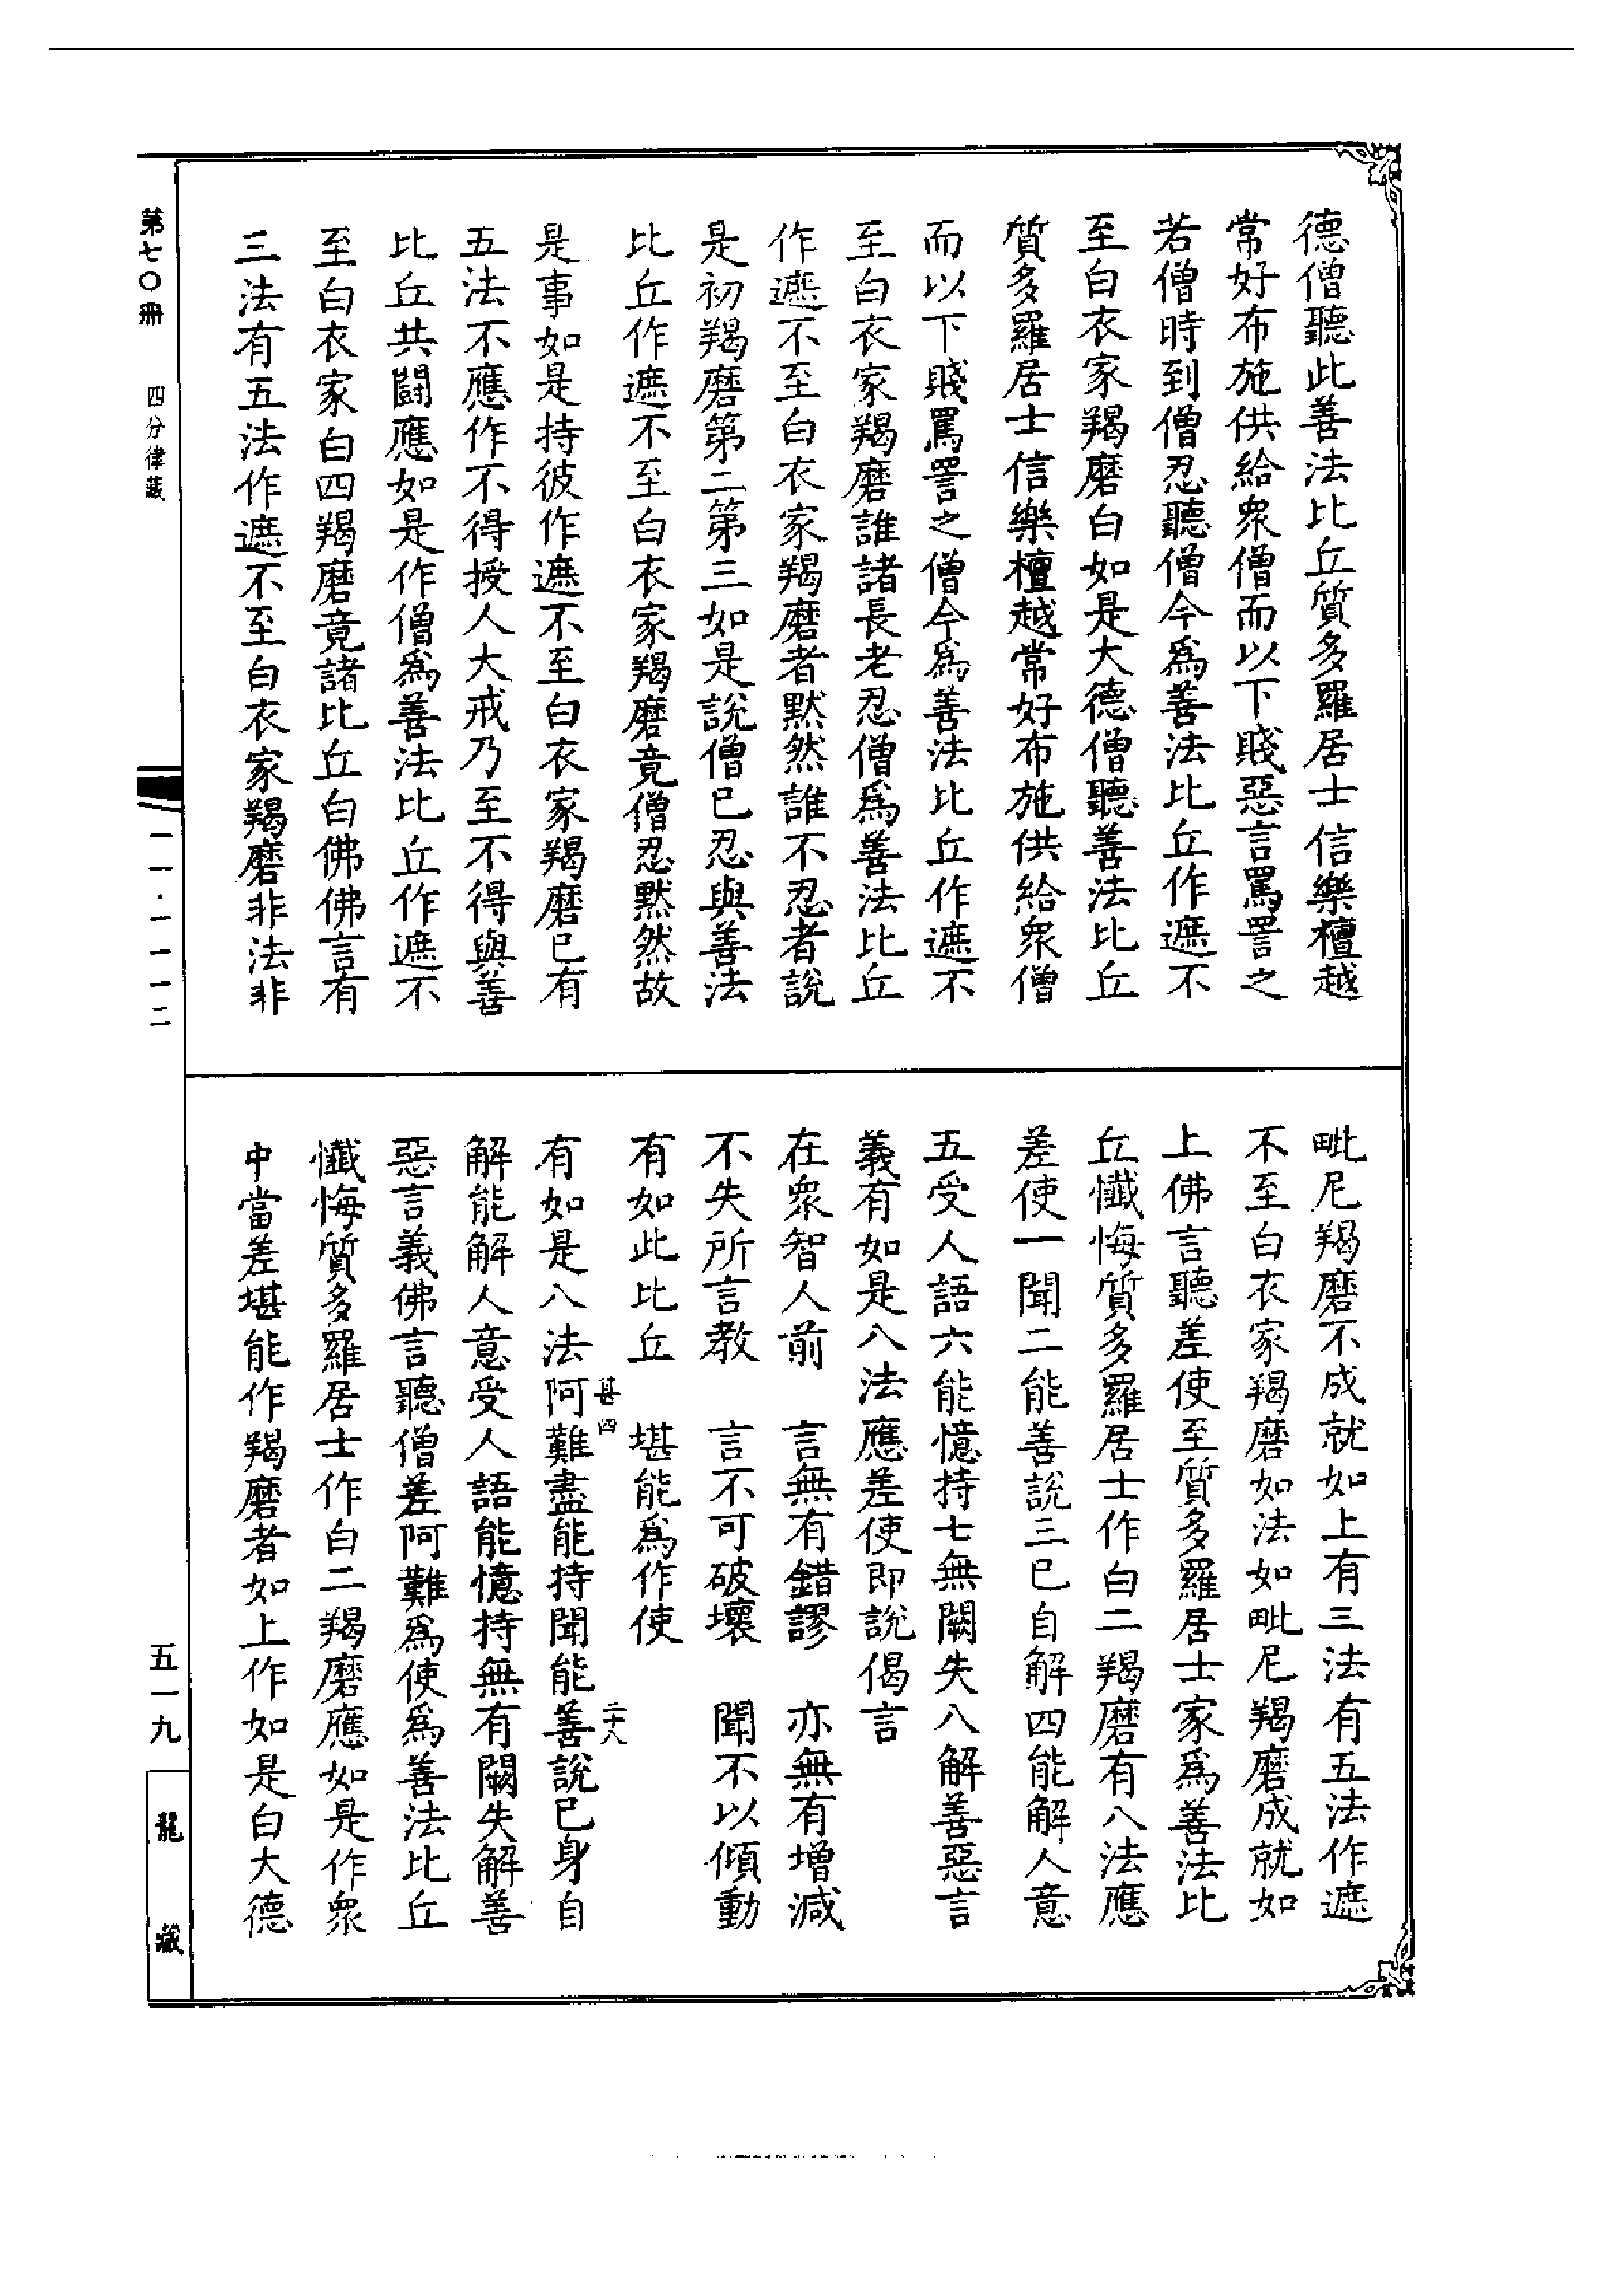 德僧聽此善法比丘質多羅居士信樂檀越
常好布施供給衆僧而以下賤惡言罵詈之
若僧時到僧忍聽僧今爲善法比丘作遮不
至白衣家羯磨白如是大德僧聽善法比丘
質多羅居士信樂檀越常好布施供給衆僧
而以下賤罵詈之僧今爲善法比丘作遮不
至白衣家羯磨誰諸長老忍僧爲善法比丘
作遮不至白衣家羯磨者默然誰不忍者說
是初羯磨第二第三如是說僧已忍與善法
比丘作遮不至白衣家羯磨竟僧忍默然故
是事如是持彼作遮不至白衣家羯磨已有
五法不應作不得授人大戒乃至不得與善
比丘共鬪應如是作僧爲善法比丘作遮不
至白衣家白四羯磨竟諸比丘白佛佛言有
三法有五法作遮不至白衣家羯磨非法非
毗尼羯磨不成就如上有三法有五法作遮
不至白衣家羯磨如法如毗尼羯磨成就如
上佛言聽差使至質多羅居士家爲善法比
丘懺悔質多羅居士作白二羯磨有八法應
差使一聞二能善說三已自解四能解人意
五受人語六能憶持七無闕失八解善惡言
義有如是八法應差使即說偈言
在衆智人前　言無有錯謬　亦無有增減
不失所言教　言不可破壞　聞不以傾動
有如此比丘　堪能爲作使
甚四　二十八
有如是八法阿難盡能持聞能善說已身自
解能解人意受人語能憶持無有闕失解善
惡言義佛言聽僧差阿難爲使爲善法比丘
懺悔質多羅居士作白二羯磨應如是作衆
中當差堪能作羯磨者如上作如是白大德
第七〇冊　四分律藏
一一·一一一二
五一九
龍藏